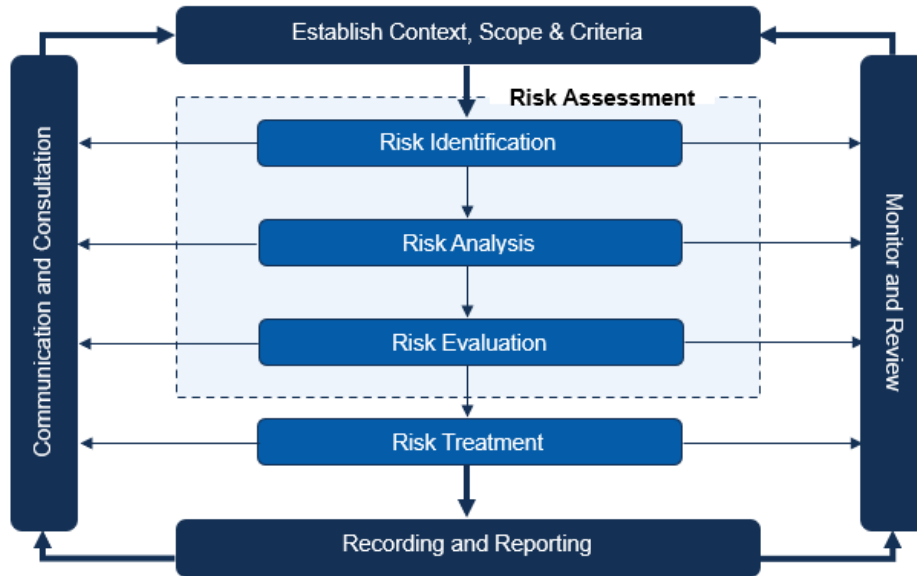 Establish Context, Scope & Criteria
Risk Assessment
Risk Identification
Risk Analysis
Risk Evaluation
Risk Treatment
Recording and Reporting
Communication and Consultation
Monitor and Review